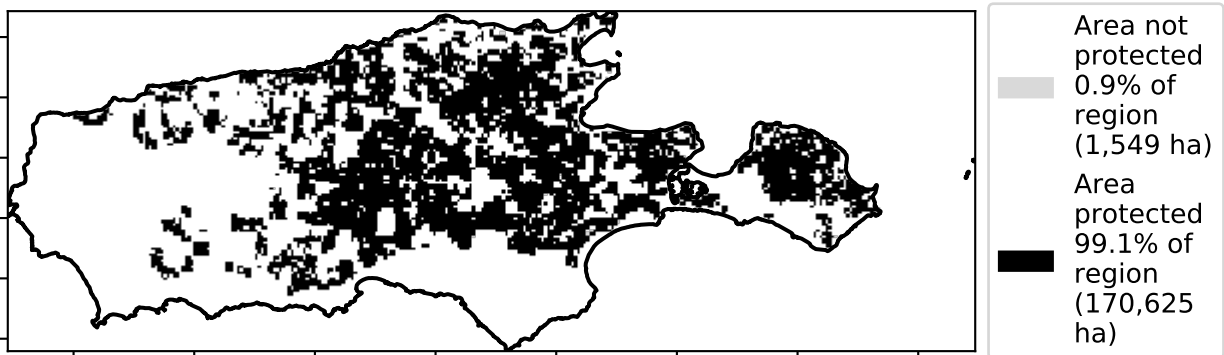 Area not
protected
0.9% of
region
(1,549 ha)
Area
protected
99.1% of
region
(170,625
ha)